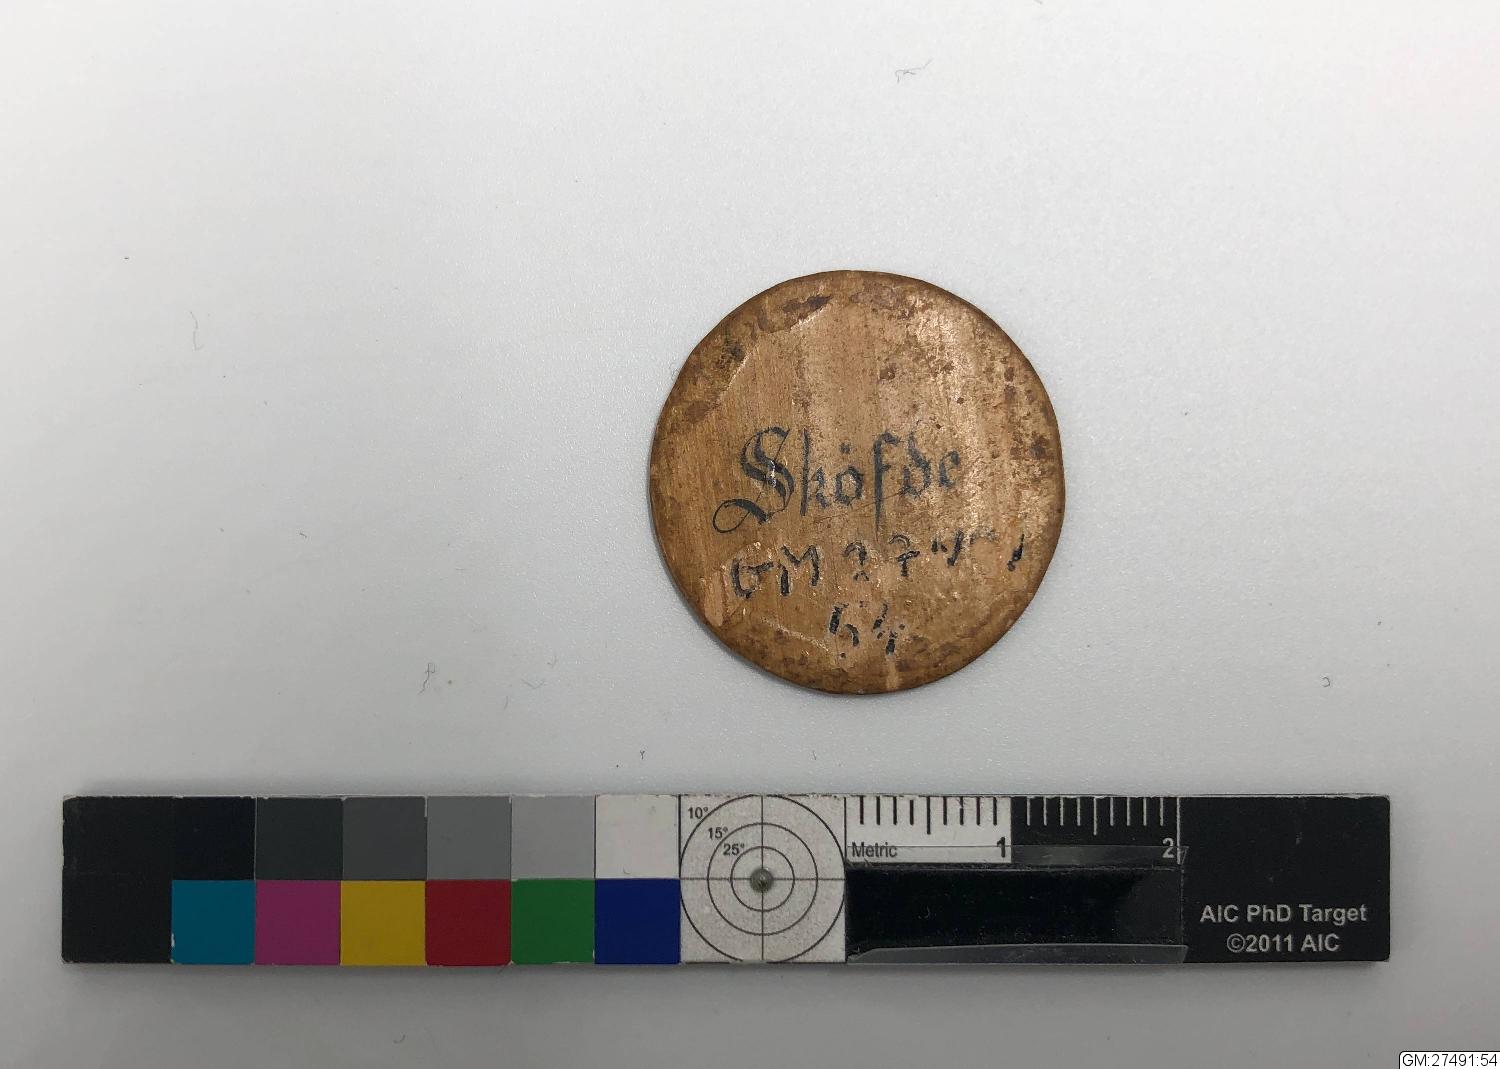 Sköfde
GM 27491
54
10°
15°
25°
Metric 1 2
AIC PhD Target
©2011 AIC
GM:27491:54